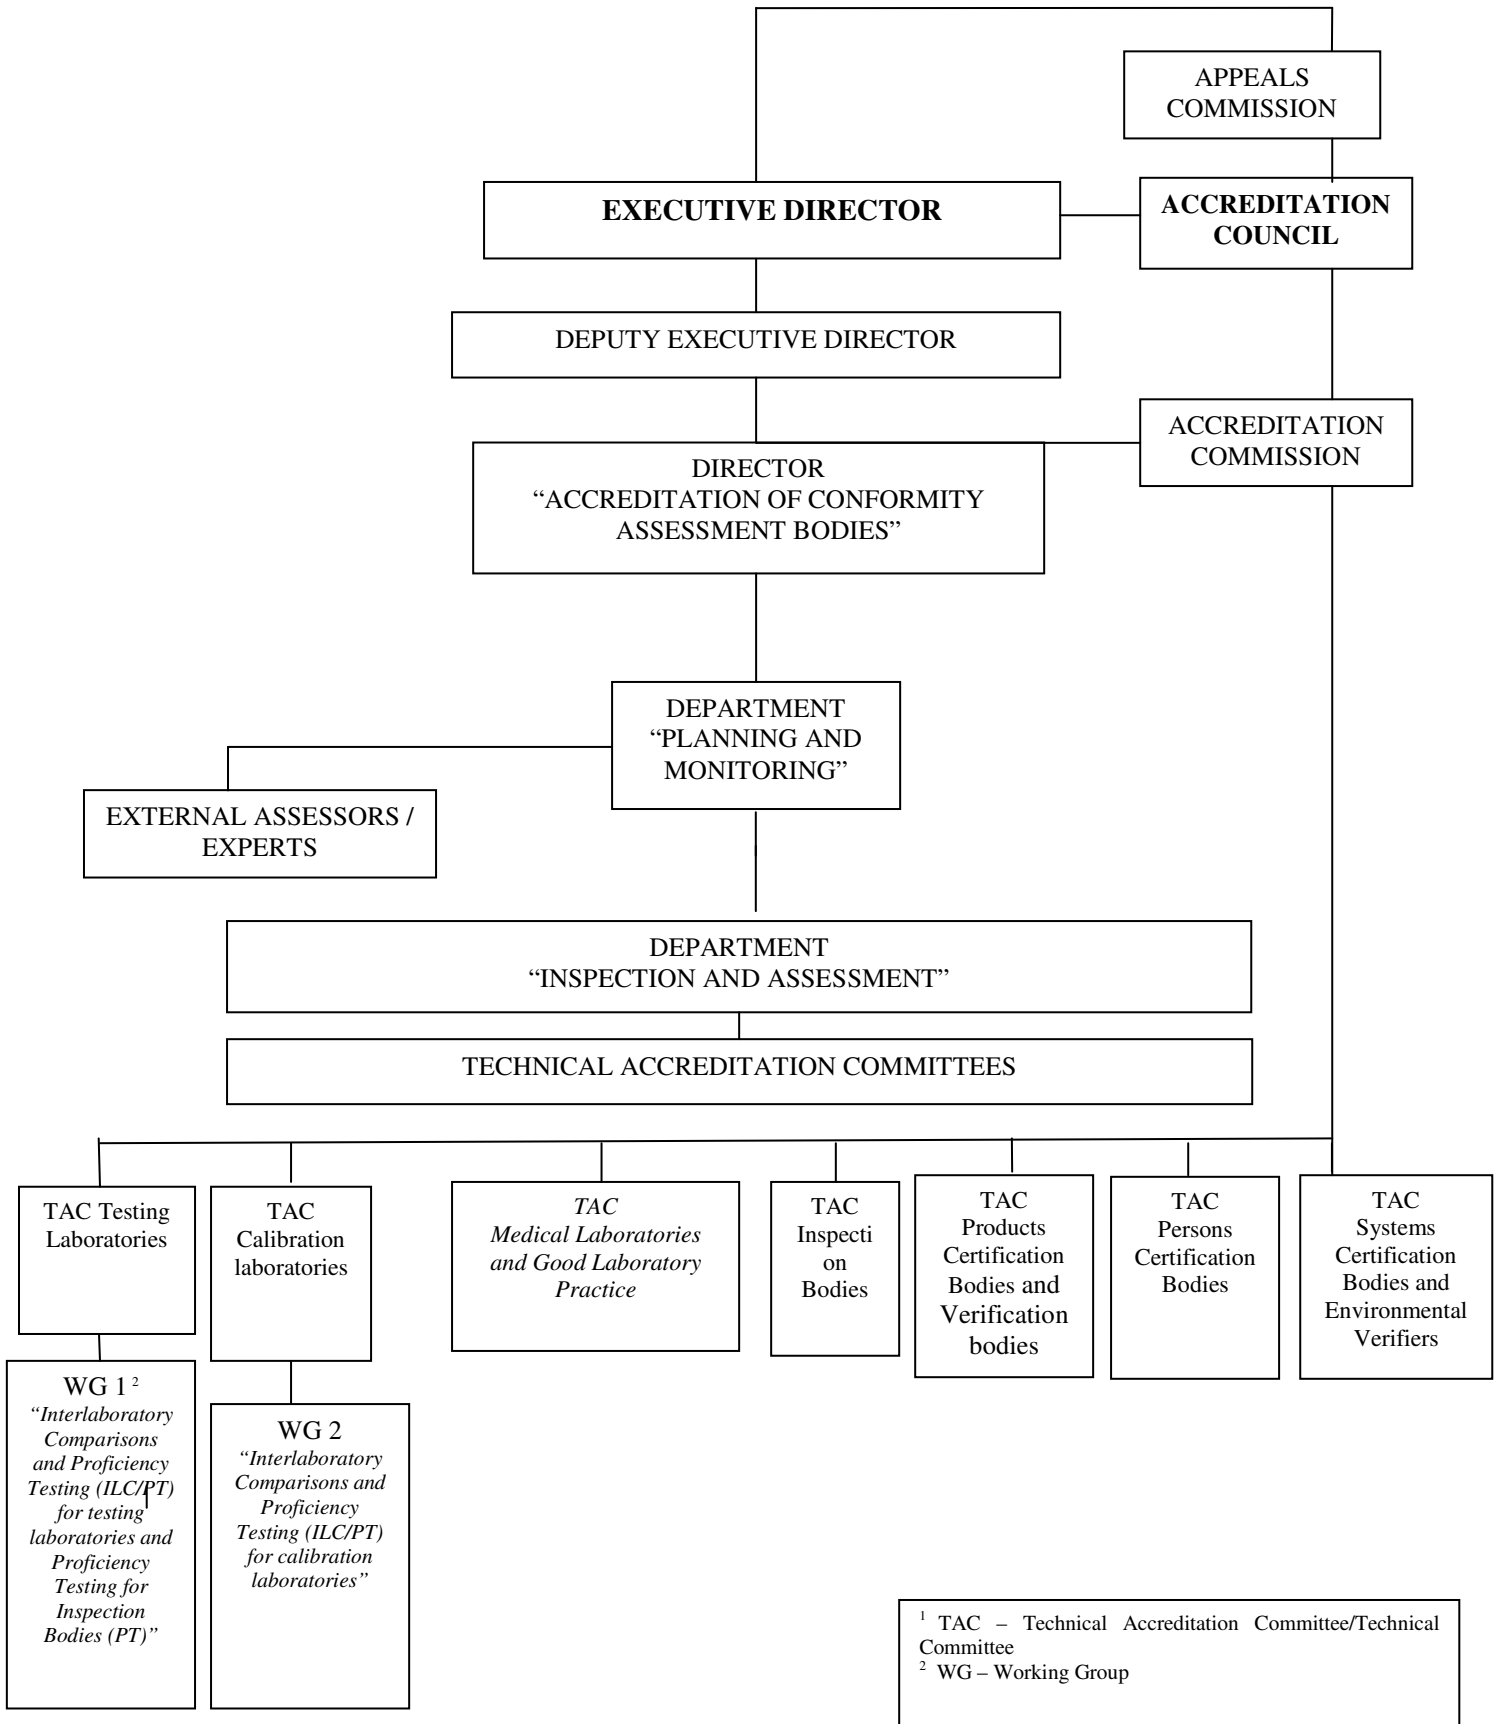 APPEALS
COMMISSION
EXECUTIVE DIRECTOR
ACCREDITATION
COUNCIL
DEPUTY EXECUTIVE DIRECTOR
ACCREDITATION
COMMISSION
DIRECTOR
“ACCREDITATION OF CONFORMITY
ASSESSMENT BODIES”
DEPARTMENT
“PLANNING AND
MONITORING”
EXTERNAL ASSESSORS /
EXPERTS
DEPARTMENT
“INSPECTION AND ASSESSMENT”
TECHNICAL ACCREDITATION COMMITTEES
TAC Testing
Laboratories
TAC
Calibration
laboratories
TAC
Medical Laboratories
and Good Laboratory
Practice
TAC
Inspecti
on
Bodies
TAC
Products
Certification
Bodies and
Verification
bodies
TAC
Persons
Certification
Bodies
TAC
Systems
Certification
Bodies and
Environmental
Verifiers
WG 1 ²
“Interlaboratory
Comparisons
and Proficiency
Testing (ILC/PT)
for testing
laboratories and
Proficiency
Testing for
Inspection
Bodies (PT)”
WG 2
“Interlaboratory
Comparisons and
Proficiency
Testing (ILC/PT)
for calibration
laboratories”
¹ TAC – Technical Accreditation Committee/Technical
Committee
² WG – Working Group